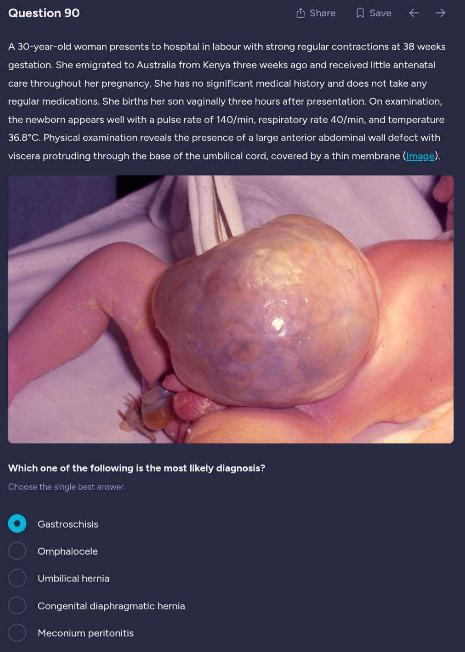 Question 90
Share
Save
A 30-year-old woman presents to hospital in labour with strong regular contractions at 38 weeks
gestation. She emigrated to Australia from Kenya three weeks ago and received little antenatal
care throughout her pregnancy. She has no significant medical history and does not take any
regular medications. She births her son vaginally three hours after presentation. On examination,
the newborn appears well with a pulse rate of 140/min, respiratory rate 40/min, and temperature
36.8°C. Physical examination reveals the presence of a large anterior abdominal wall defect with
viscera protruding through the base of the umbilical cord, covered by a thin membrane (Image).
Which one of the following is the most likely diagnosis?
Choose the single best answer.
Gastroschisis
Omphalocele
Umbilical hernia
Congenital diaphragmatic hernia
Meconium peritonitis